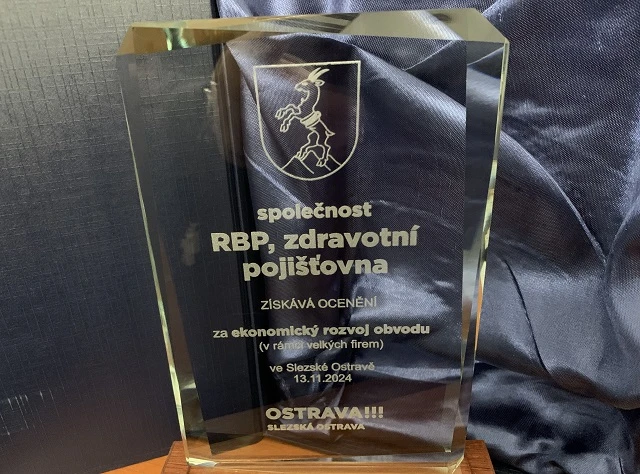 společnost
RBP, zdravotní
pojišťovna
ZÍSKÁVÁ OCENĚNÍ
za ekonomický rozvoj obvodu
(v rámci velkých firem)
ve Slezské Ostravě
13.11.2024
OSTRAVA!!!
SLEZSKÁ OSTRAVA